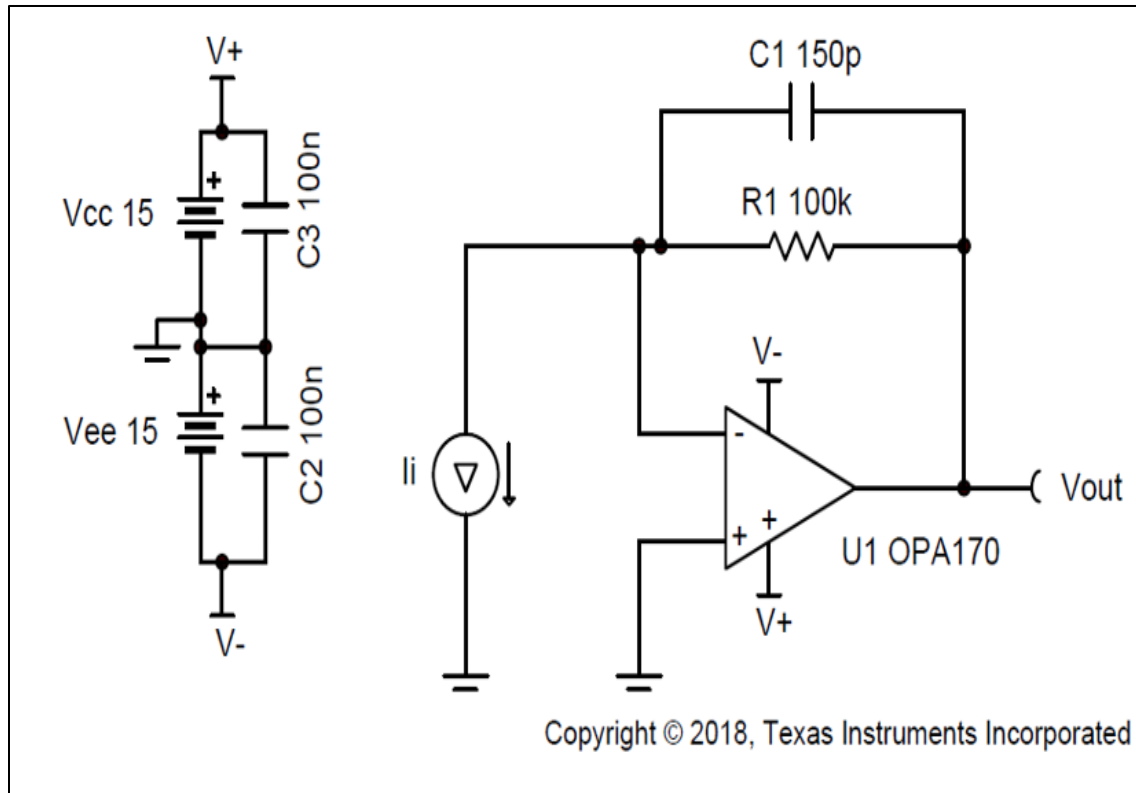 V+
Vcc 15
+
C3 100n
Vee 15
+
C2 100n
V-
C1 150p
R1 100k
Ii
V-
-
+
+
V+
U1 OPA170
Vout
Copyright © 2018, Texas Instruments Incorporated